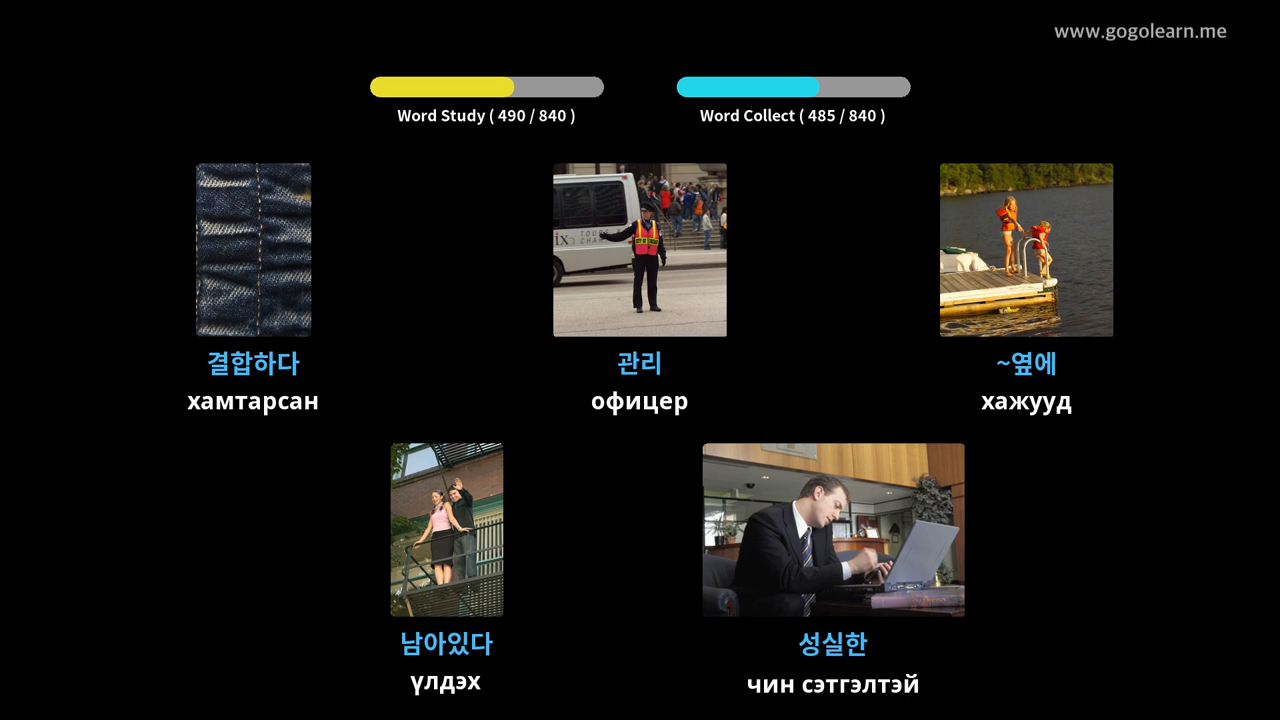 www.gogolearn.me
Word Study ( 490 / 840 )
Word Collect ( 485 / 840 )
결합하다
хамтарсан
관리
офицер
~옆에
хажууд
남아있다
үлдэх
성실한
чин сэтгэлтэй